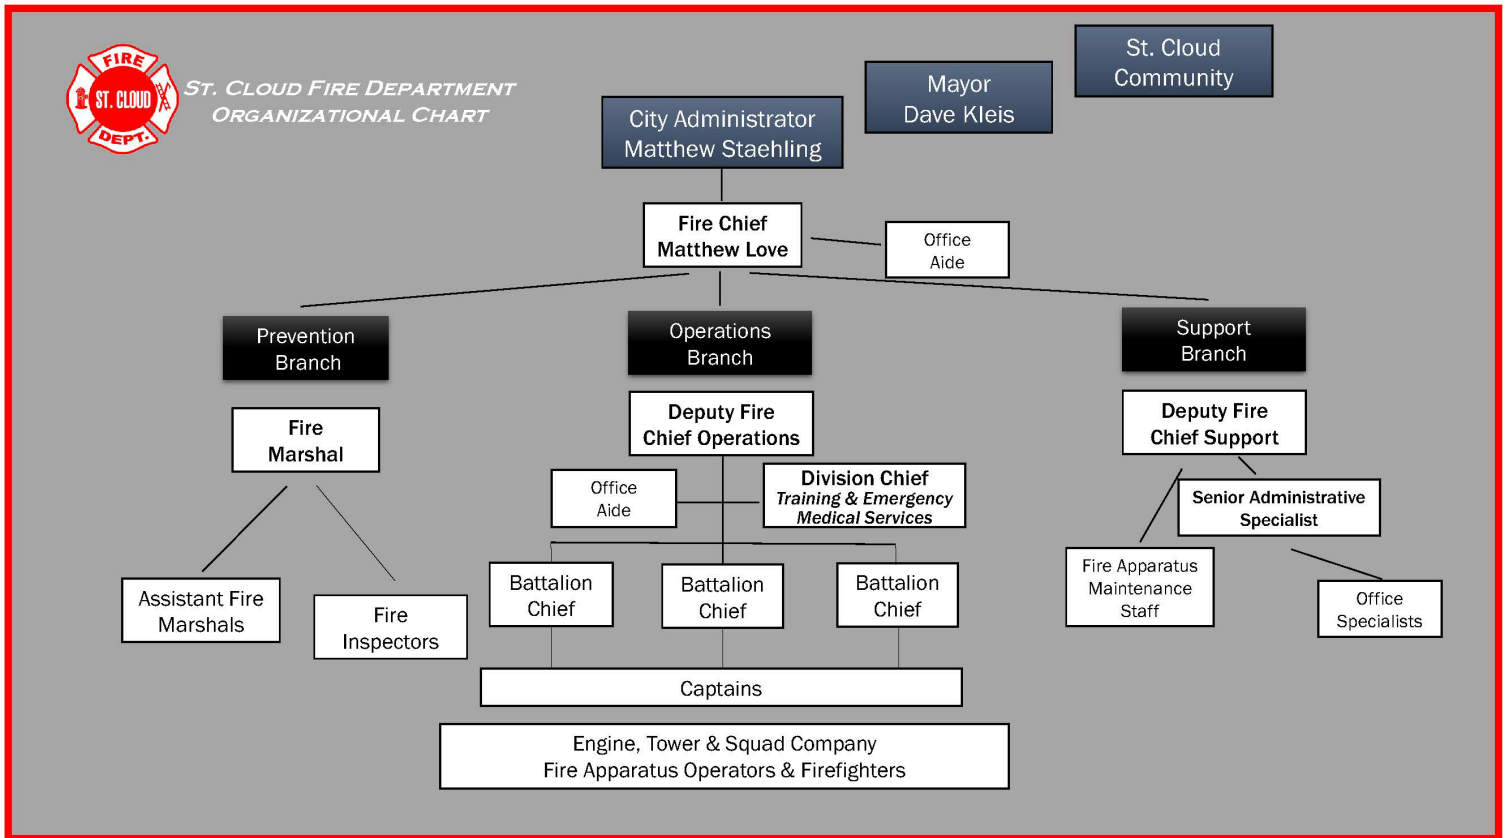 FIRE
ST. CLOUD
DEPT.
ST. CLOUD FIRE DEPARTMENT
ORGANIZATIONAL CHART
St. Cloud
Community
Mayor
Dave Kleis
City Administrator
Matthew Staehling
Fire Chief
Matthew Love
Office
Aide
Prevention
Branch
Operations
Branch
Support
Branch
Fire
Marshal
Deputy Fire
Chief Operations
Deputy Fire
Chief Support
Office
Aide
Division Chief
Training & Emergency
Medical Services
Senior Administrative
Specialist
Assistant Fire
Marshals
Fire
Inspectors
Battalion
Chief
Battalion
Chief
Battalion
Chief
Fire Apparatus
Maintenance
Staff
Office
Specialists
Captains
Engine, Tower & Squad Company
Fire Apparatus Operators & Firefighters